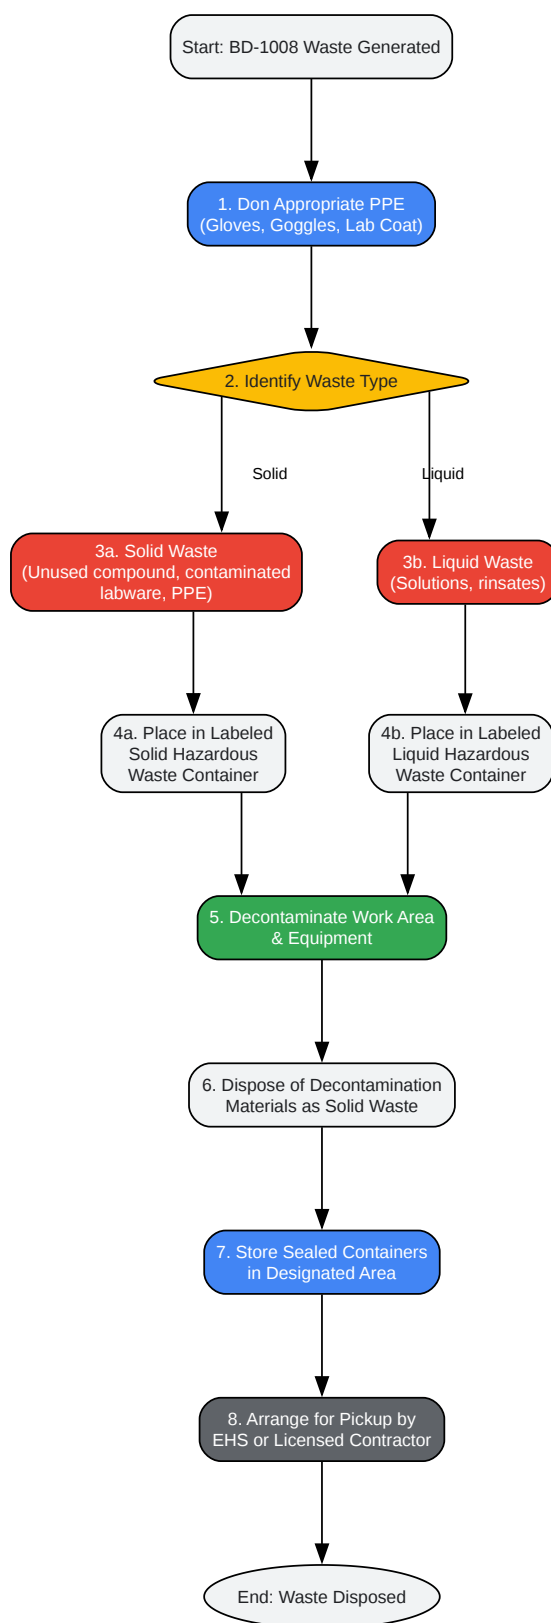 Start: BD-1008 Waste Generated
1. Don Appropriate PPE
(Gloves, Goggles, Lab Coat)
2. Identify Waste Type
Solid
Liquid
3a. Solid Waste
(Unused compound, contaminated
labware, PPE)
3b. Liquid Waste
(Solutions, rinsates)
4a. Place in Labeled
Solid Hazardous
Waste Container
4b. Place in Labeled
Liquid Hazardous
Waste Container
5. Decontaminate Work Area
& Equipment
6. Dispose of Decontamination
Materials as Solid Waste
7. Store Sealed Containers
in Designated Area
8. Arrange for Pickup by
EHS or Licensed Contractor
End: Waste Disposed